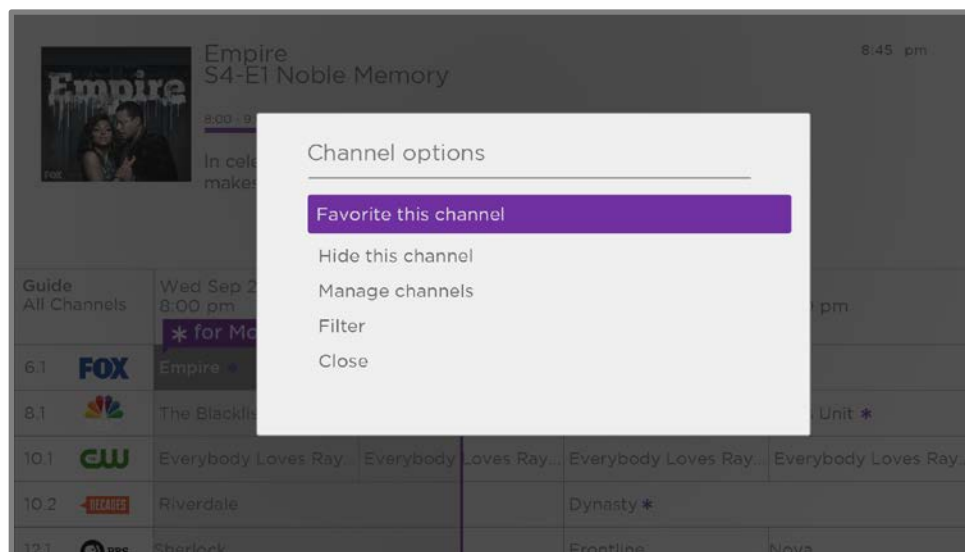 Empire
S4-E1 Noble Memory
8:45 pm
Empire
FOX
8:00 - 9:
In cele
makes
Channel options
Favorite this channel
Hide this channel
Manage channels
Filter
Close
Guide
All Channels
Wed Sep 2
8:00 pm
pm
* for Mo
6.1 FOX Empire *
8.1 The Blacklis Unit *
10.1 CW Everybody Loves Ray... Everybody Loves Ray... Everybody Loves Ray... Everybody Loves Ray...
10.2 DECADES Riverdale Dynasty *
12.1 PBS Sherlock Frontline Nova